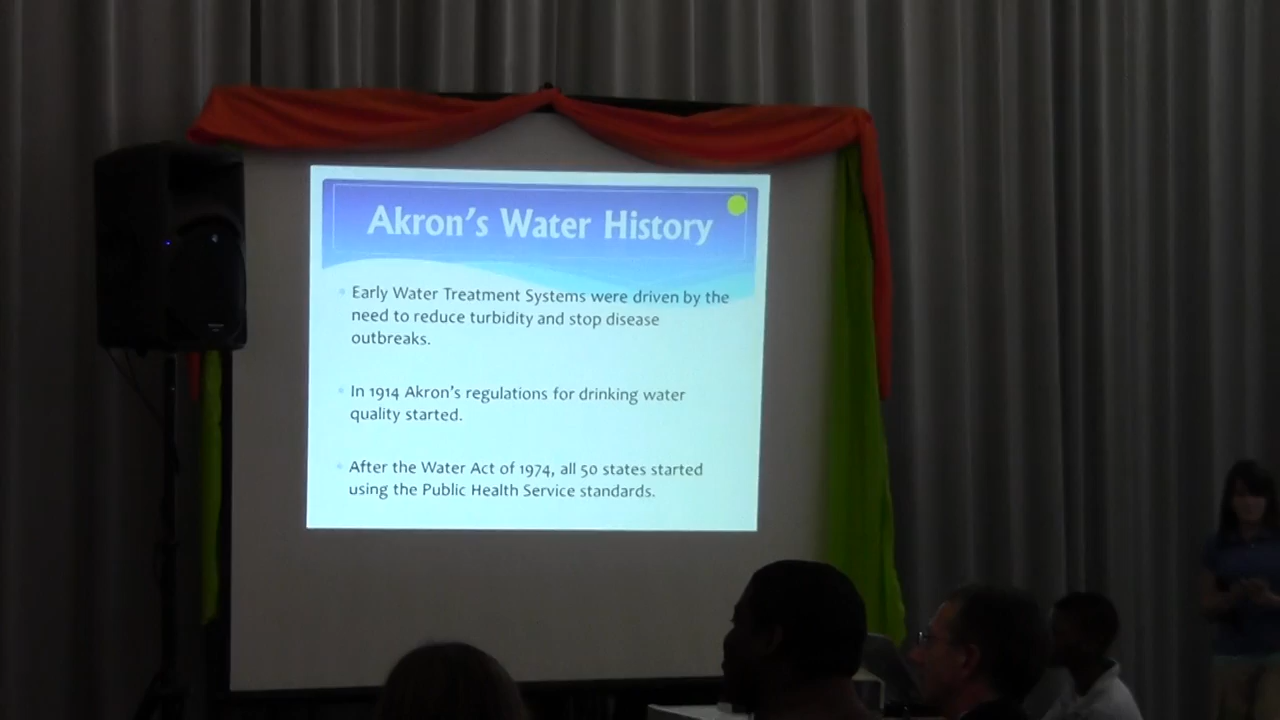 Akron's Water History
Early Water Treatment Systems were driven by the
need to reduce turbidity and stop disease
outbreaks.
In 1914 Akron's regulations for drinking water
quality started.
After the Water Act of 1974, all 50 states started
using the Public Health Service standards.